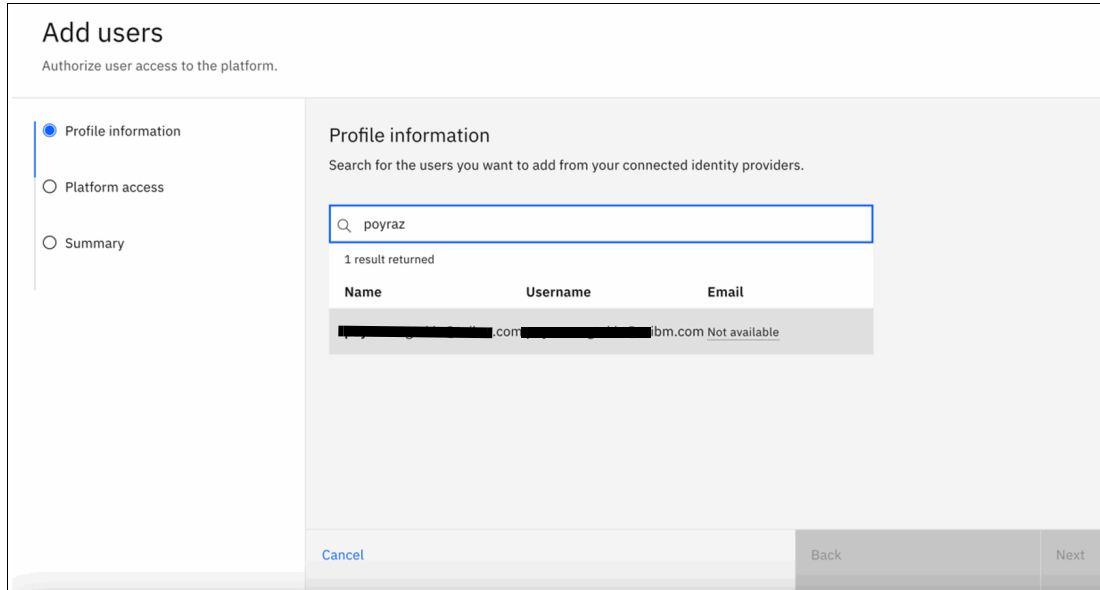 Add users
Authorize user access to the platform.
Profile information
Platform access
Summary
Profile information
Search for the users you want to add from your connected identity providers.
poyraz
1 result returned
Name Username Email
.com ibm.com Not available
Cancel Back Next